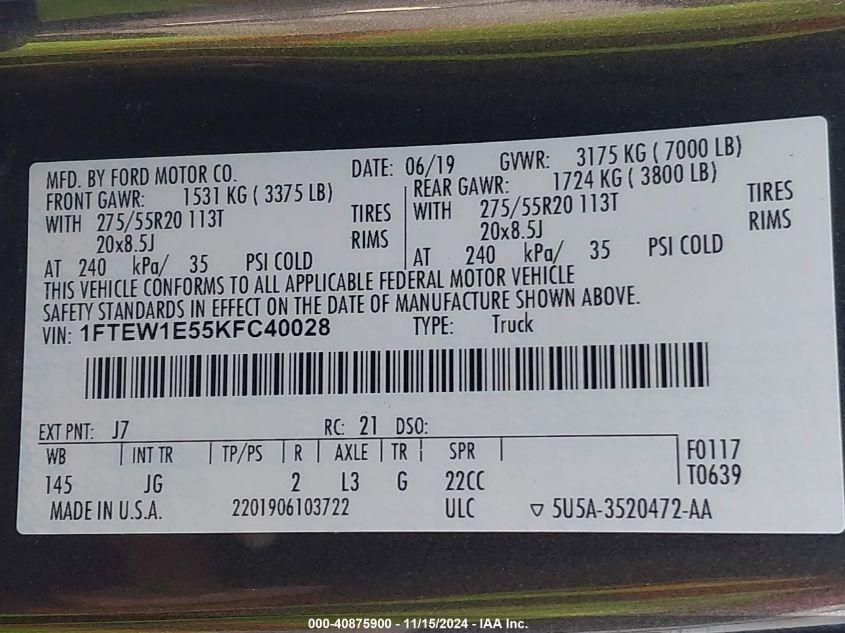 MFD. BY FORD MOTOR CO. DATE: 06/19 GVWR: 3175 KG ( 7000 LB)
FRONT GAWR: 1531 KG ( 3375 LB) REAR GAWR: 1724 KG ( 3800 LB)
WITH 275/55R20 113T TIRES WITH 275/55R20 113T TIRES
20x8.5J RIMS 20x8.5J RIMS
AT 240 kPa/ 35 PSI COLD AT 240 kPa/ 35 PSI COLD
THIS VEHICLE CONFORMS TO ALL APPLICABLE FEDERAL MOTOR VEHICLE
SAFETY STANDARDS IN EFFECT ON THE DATE OF MANUFACTURE SHOWN ABOVE.
VIN: 1FTEW1E55KFC40028 TYPE: Truck
EXT PNT: J7 RC: 21 DSO:
WB INT TR TP/PS R AXLE TR SPR F0117
145 JG 2 L3 G 22CC T0639
MADE IN U.S.A. 2201906103722 ULC ▽ 5U5A-3520472-AA
000-40875900 - 11/15/2024 - IAA Inc.